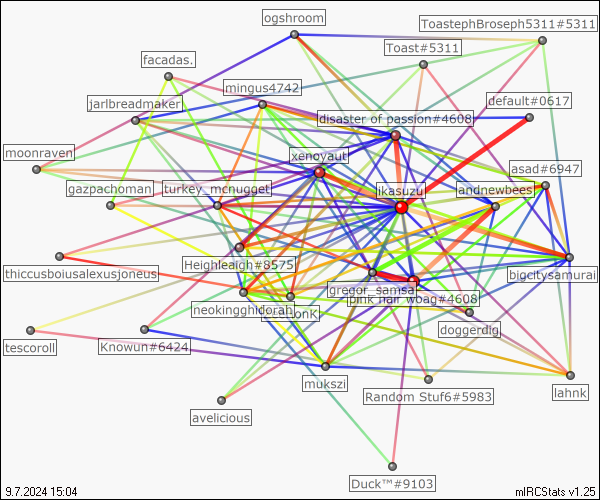 ogshroom
ToastephBroseph5311#5311
Toast#5311
facadas.
mingus4742
default#0617
jarlbreadmaker
disaster of passion#4608
moonraven
xenoyaut
asad#6947
gazpachoman
turkey_mcnugget
likasuzu
andnewbees
Heighleaigh#8575
thiccusboiusalexusjoneus
bigcitysamurai
gregor_samsa
pink hair woag#4608
neokingghidorah
doggerdig
tescoroll
Knowun#6424
mukszi
Random Stuf6#5983
lahnk
avelicious
Duck™#9103
9.7.2024 15:04
mIRCStats v1.25